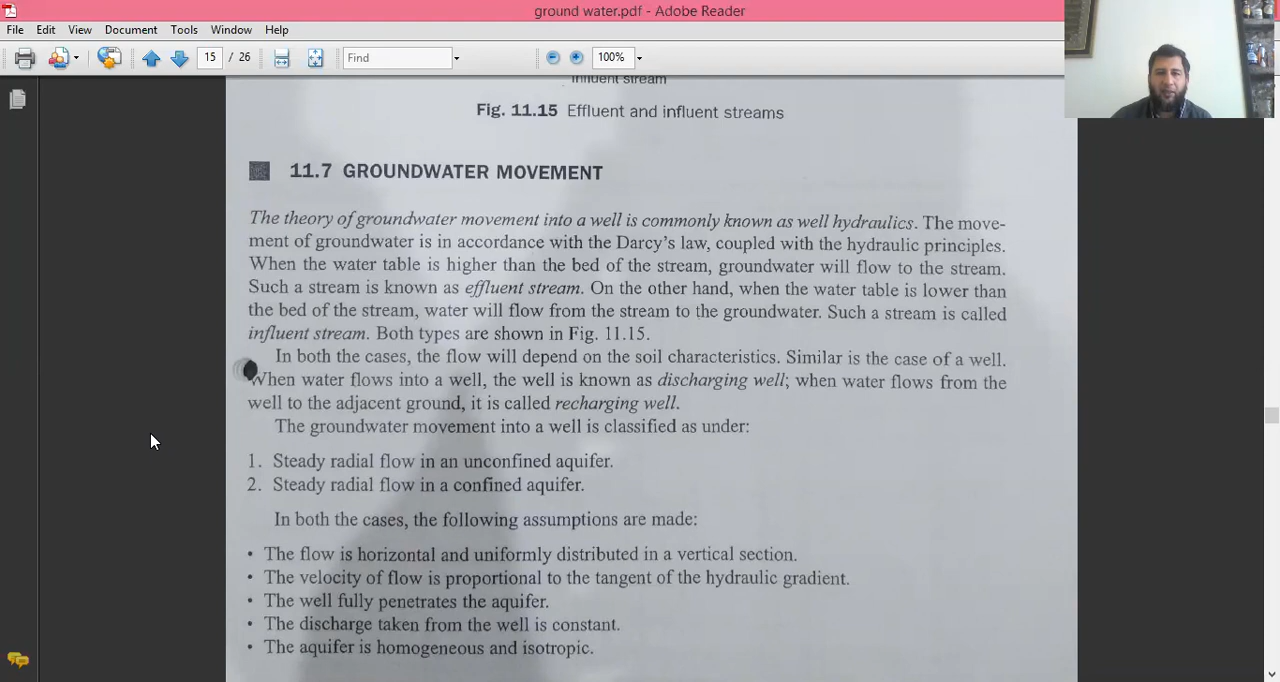 ground water.pdf - Adobe Reader
File Edit View Document Tools Window Help
15 / 26 Find 100%
Influent stream
Fig. 11.15 Effluent and influent streams
11.7 GROUNDWATER MOVEMENT
The theory of groundwater movement into a well is commonly known as well hydraulics. The move-
ment of groundwater is in accordance with the Darcy's law, coupled with the hydraulic principles.
When the water table is higher than the bed of the stream, groundwater will flow to the stream.
Such a stream is known as effluent stream. On the other hand, when the water table is lower than
the bed of the stream, water will flow from the stream to the groundwater. Such a stream is called
influent stream. Both types are shown in Fig. 11.15.
In both the cases, the flow will depend on the soil characteristics. Similar is the case of a well.
When water flows into a well, the well is known as discharging well; when water flows from the
well to the adjacent ground, it is called recharging well.
The groundwater movement into a well is classified as under:
1. Steady radial flow in an unconfined aquifer.
2. Steady radial flow in a confined aquifer.
In both the cases, the following assumptions are made:
• The flow is horizontal and uniformly distributed in a vertical section.
• The velocity of flow is proportional to the tangent of the hydraulic gradient.
• The well fully penetrates the aquifer.
• The discharge taken from the well is constant.
• The aquifer is homogeneous and isotropic.